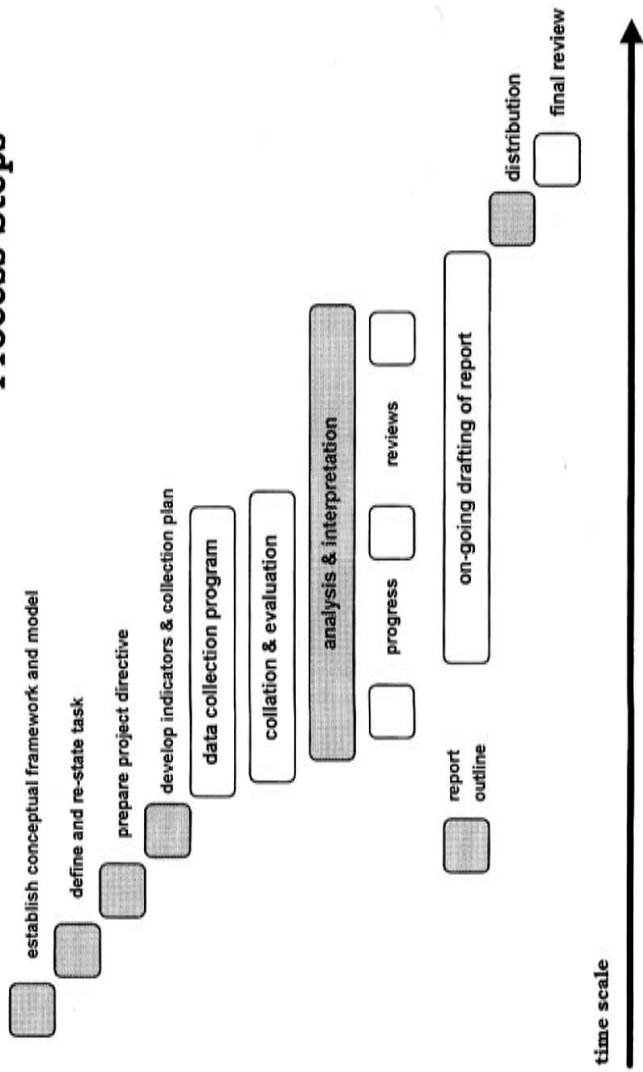 Process Steps
establish conceptual framework and model
define and re-state task
prepare project directive
develop indicators & collection plan
data collection program
collation & evaluation
analysis & interpretation
progress
reviews
report
outline
on-going drafting of report
distribution
final review
time scale